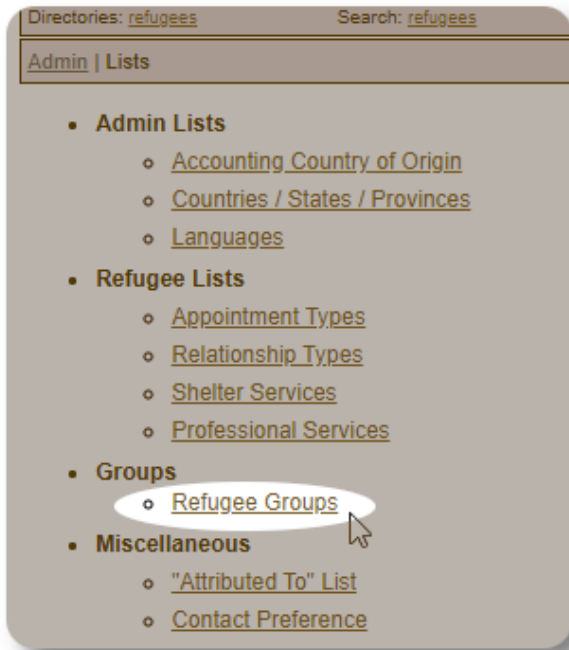 Directories: refugees Search: refugees
Admin | Lists
Admin Lists
Accounting Country of Origin
Countries / States / Provinces
Languages
Refugee Lists
Appointment Types
Relationship Types
Shelter Services
Professional Services
Groups
Refugee Groups
Miscellaneous
"Attributed To" List
Contact Preference